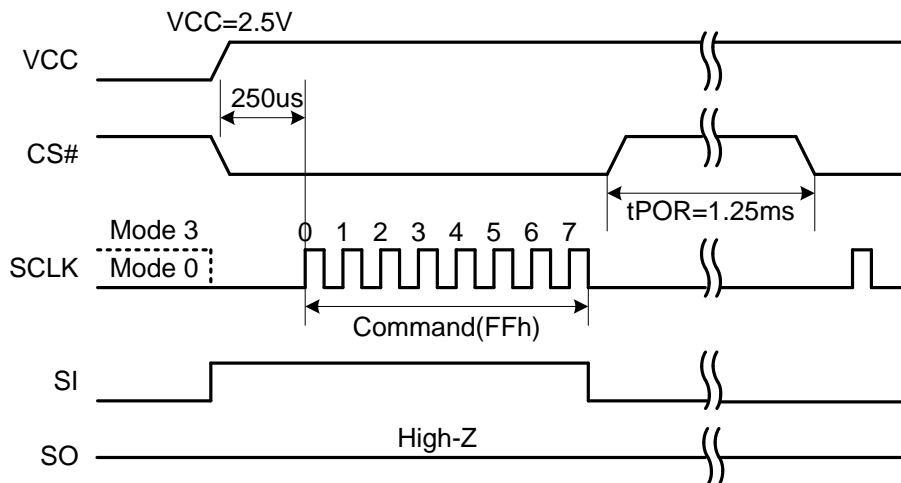 VCC=2.5V
VCC
250us
CS#
tPOR=1.25ms
Mode 3
0 1 2 3 4 5 6 7
SCLK
Mode 0
Command(FFh)
SI
High-Z
SO